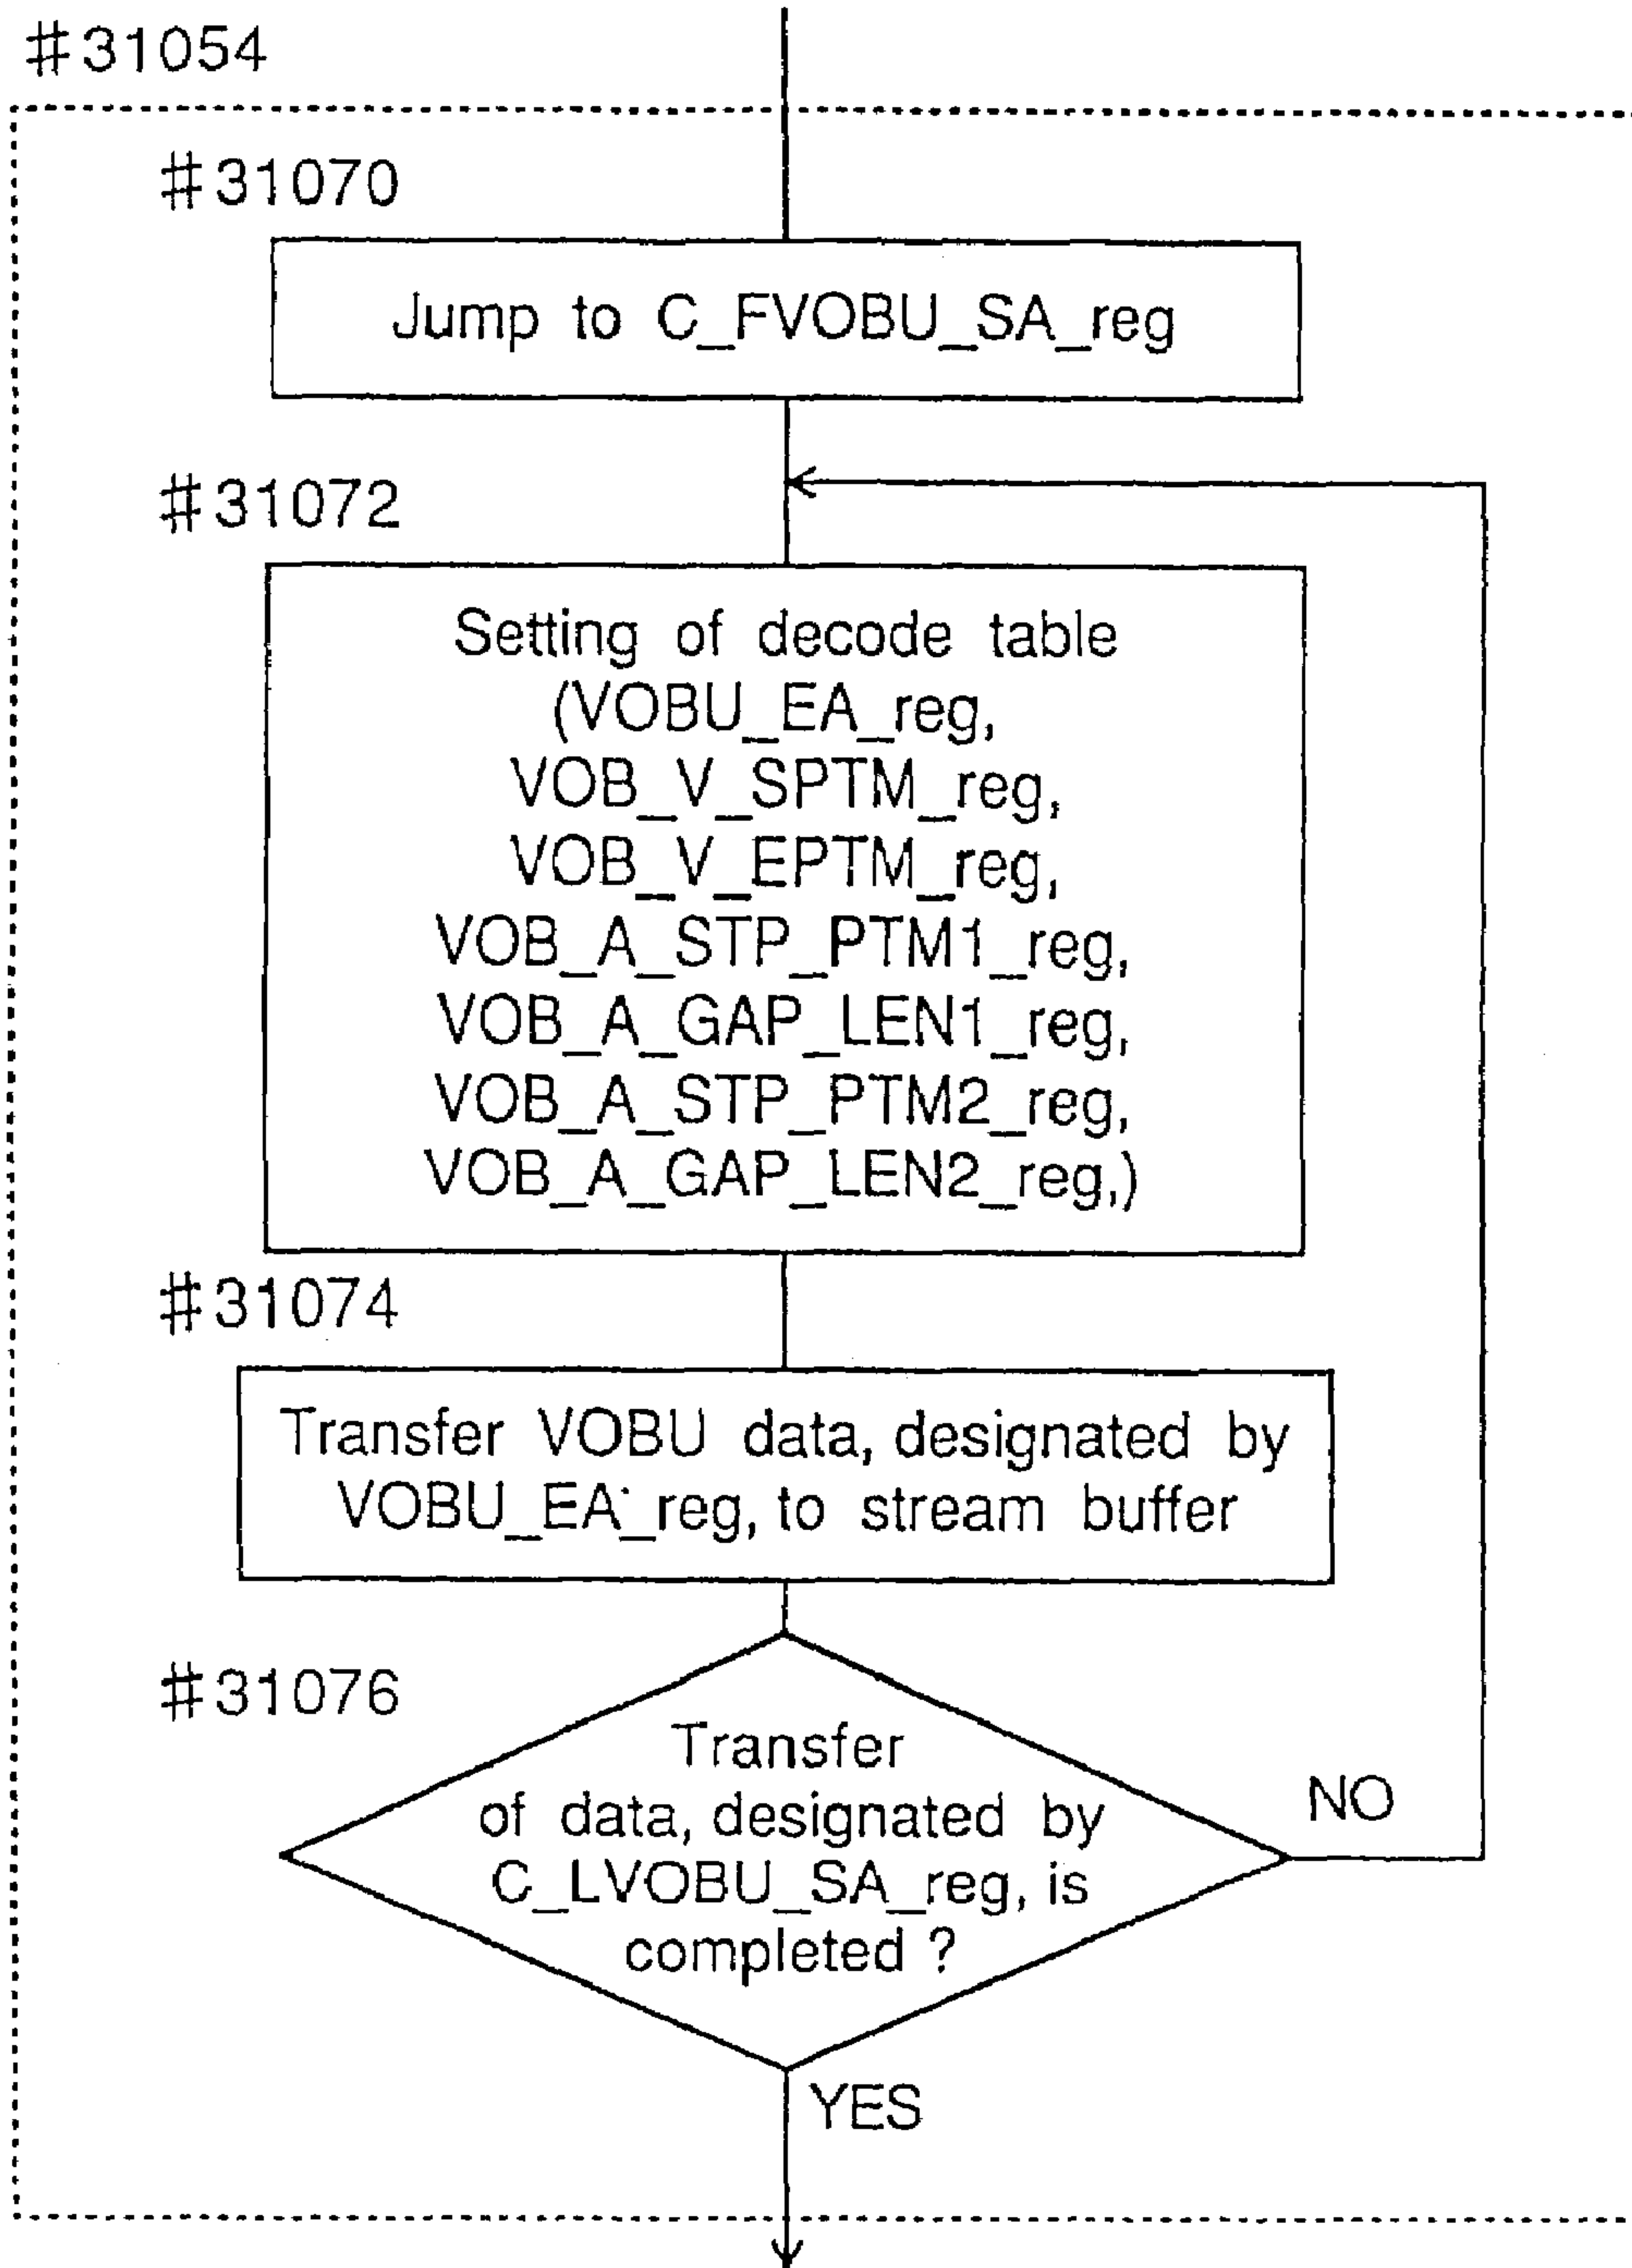 #31054
#31070
Jump to C_FVOBU_SA_reg
#31072
Setting of decode table
(VOBU_EA_reg,
VOB_V_SPTM_reg,
VOB_V_EPTM_reg,
VOB_A_STP_PTM1_reg,
VOB_A_GAP_LEN1_reg,
VOB_A_STP_PTM2_reg,
VOB_A_GAP_LEN2_reg,)
#31074
Transfer VOBU data, designated by
VOBU_EA_reg, to stream buffer
#31076
Transfer
of data, designated by
C_LVOBU_SA_reg, is
completed ?
NO
YES